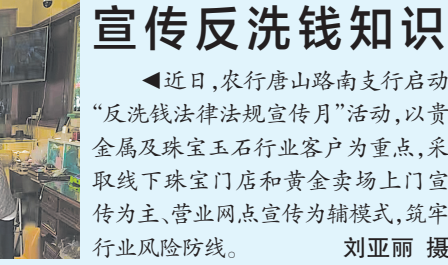 宣传反洗钱知识
◀近日,农行唐山路南支行启动
“反洗钱法律法规宣传月”活动,以贵
金属及珠宝玉石行业客户为重点,采
取线下珠宝门店和黄金卖场上门宣
传为主、营业网点宣传为辅模式,筑牢
行业风险防线。 刘亚丽 摄